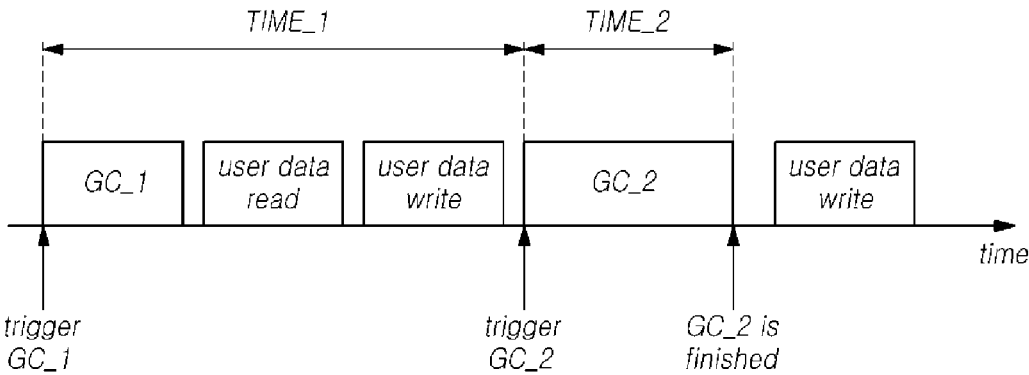 TIME_1
TIME_2
GC_1
user data
read
user data
write
GC_2
user data
write
time
trigger
GC_1
trigger
GC_2
GC_2 is
finished